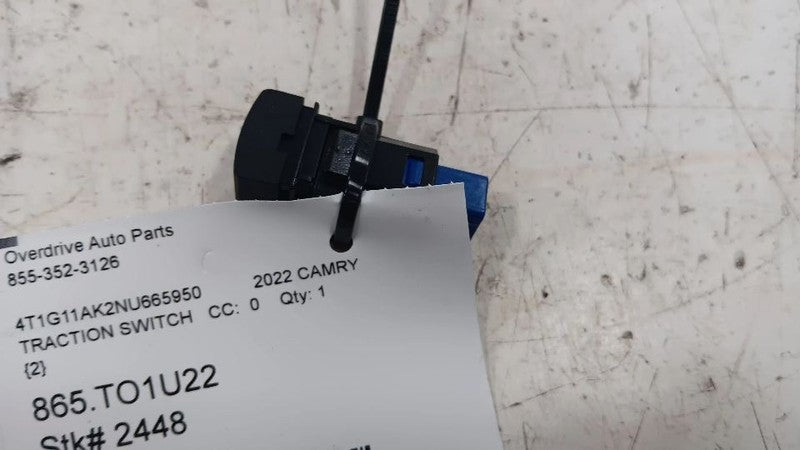 Overdrive Auto Parts
855-352-3126
4T1G11AK2NU665950 2022 CAMRY
TRACTION SWITCH CC: 0 Qty: 1
{2}
865.TO1U22
Stk# 2448